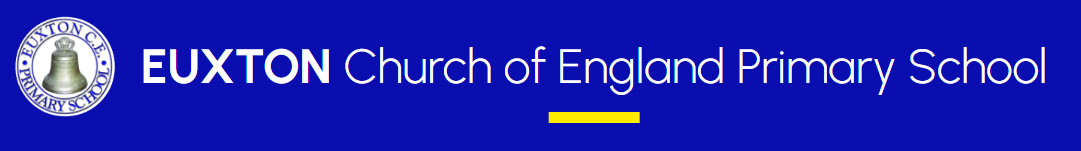 EUXTON C.E.
PRIMARY SCHOOL
EUXTON Church of England Primary School